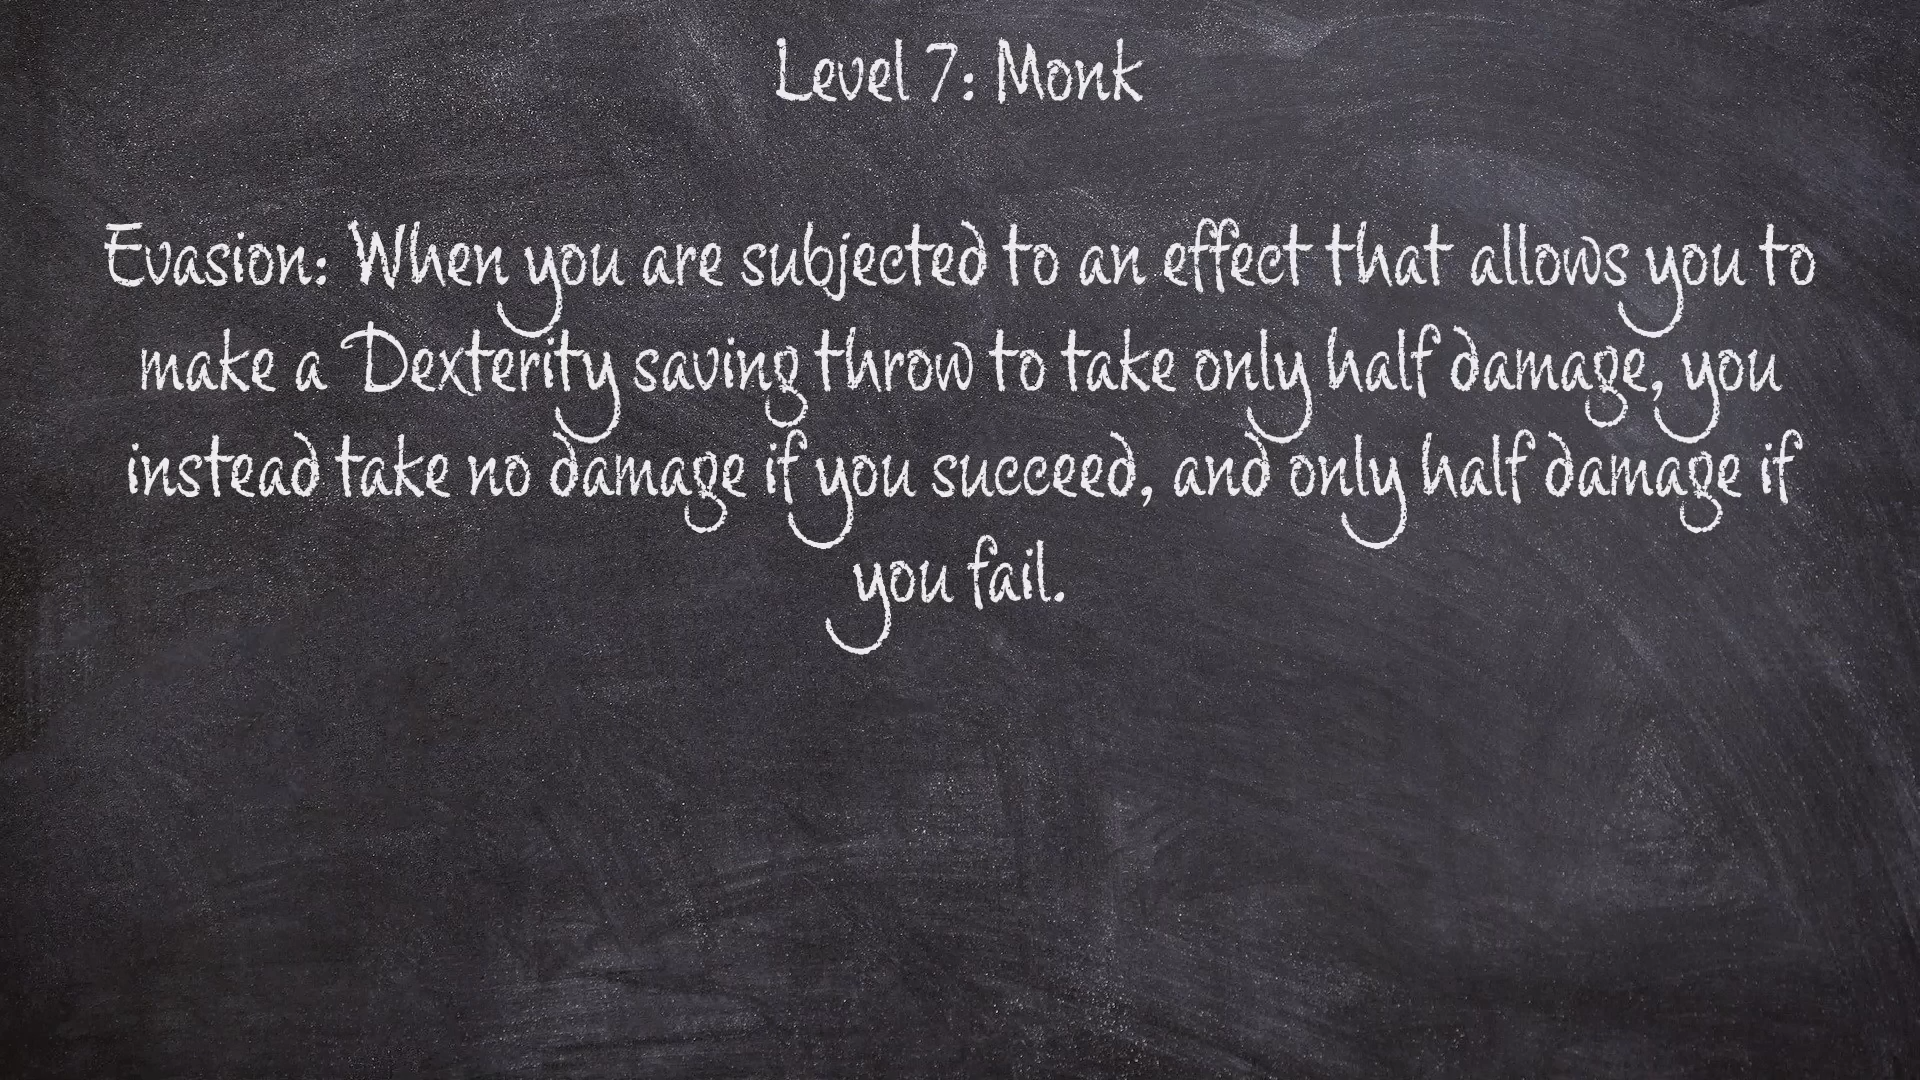 Level 7: Monk
Evasion: When you are subjected to an effect that allows you to
make a Dexterity saving throw to take only half damage, you
instead take no damage if you succeed, and only half damage if
you fail.